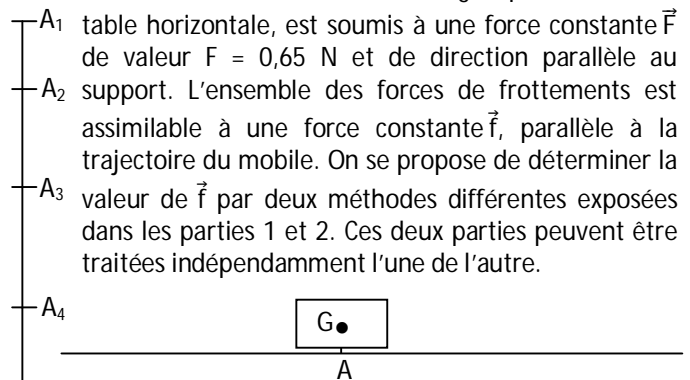 A₁ table horizontale, est soumis à une force constante F⃗
de valeur F = 0,65 N et de direction parallèle au
A₂ support. L'ensemble des forces de frottements est
assimilable à une force constante f⃗, parallèle à la
trajectoire du mobile. On se propose de déterminer la
A₃ valeur de f⃗ par deux méthodes différentes exposées
dans les parties 1 et 2. Ces deux parties peuvent être
traitées indépendamment l'une de l'autre.
A₄
G
A